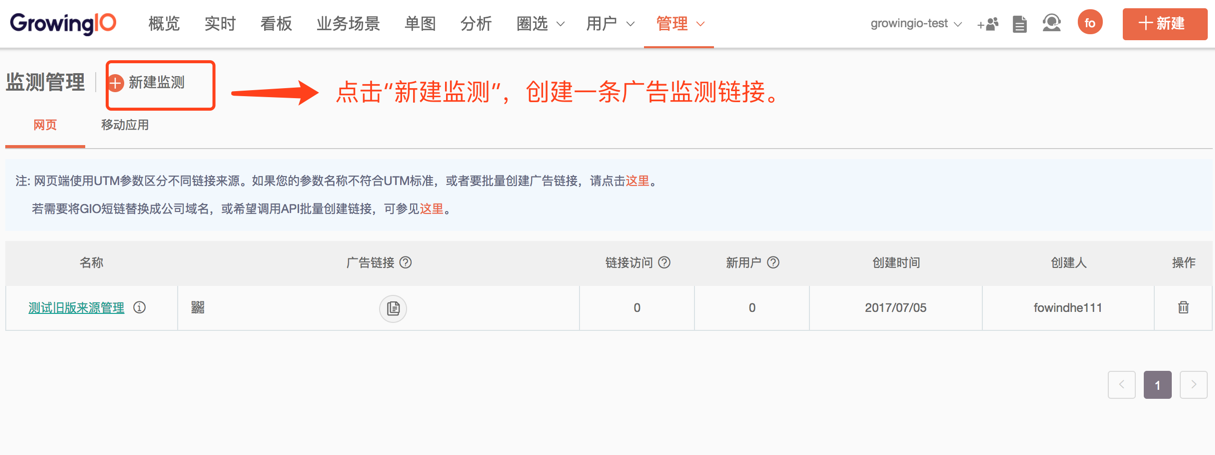 GrowingIO 概览 实时 看板 业务场景 单图 分析 圈选 用户 管理 growingio-test fo 新建
监测管理 新建监测 点击“新建监测”，创建一条广告监测链接。
网页 移动应用
注: 网页端使用UTM参数区分不同链接来源。如果您的参数名称不符合UTM标准，或者要批量创建广告链接，请点击这里。
若需要将GIO短链替换成公司域名，或希望调用API批量创建链接，可参见这里。
名称 广告链接 链接访问 新用户 创建时间 创建人 操作
测试旧版来源管理 0 0 2017/07/05 fowindhe111
1